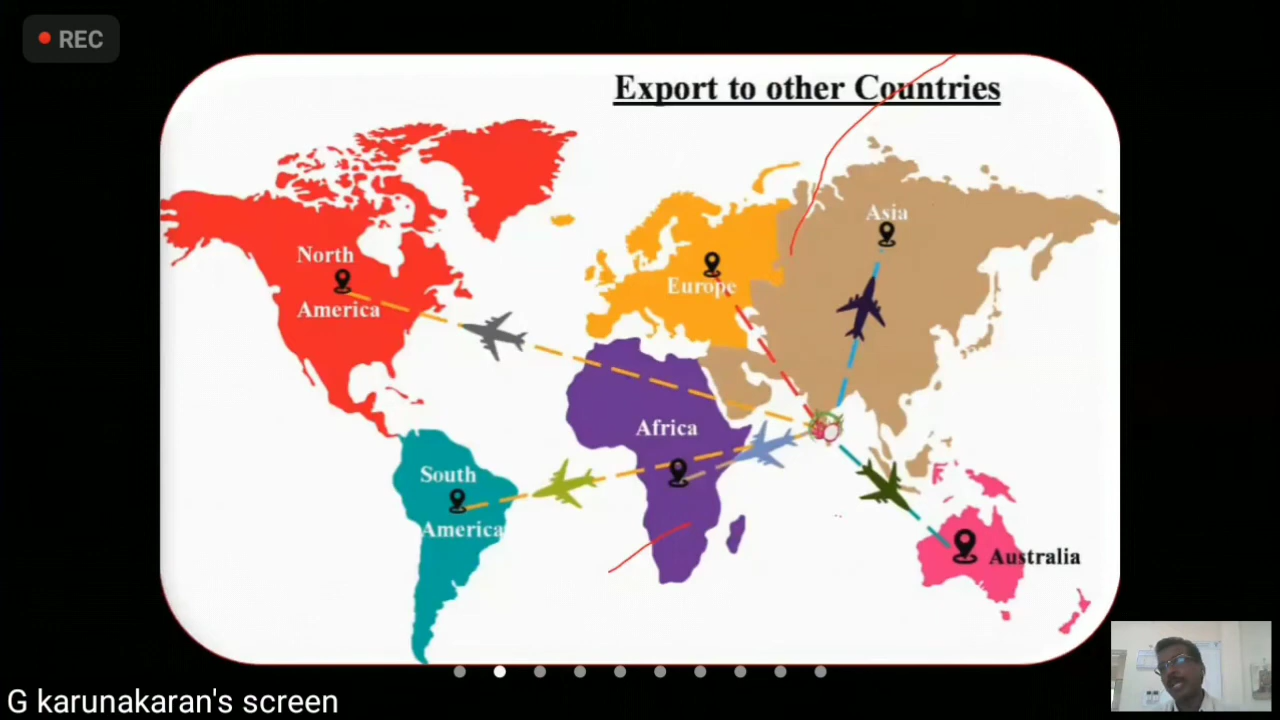 REC
Export to other Countries
Asia
North
America
Europe
Africa
South
America
Australia
G karunakaran's screen